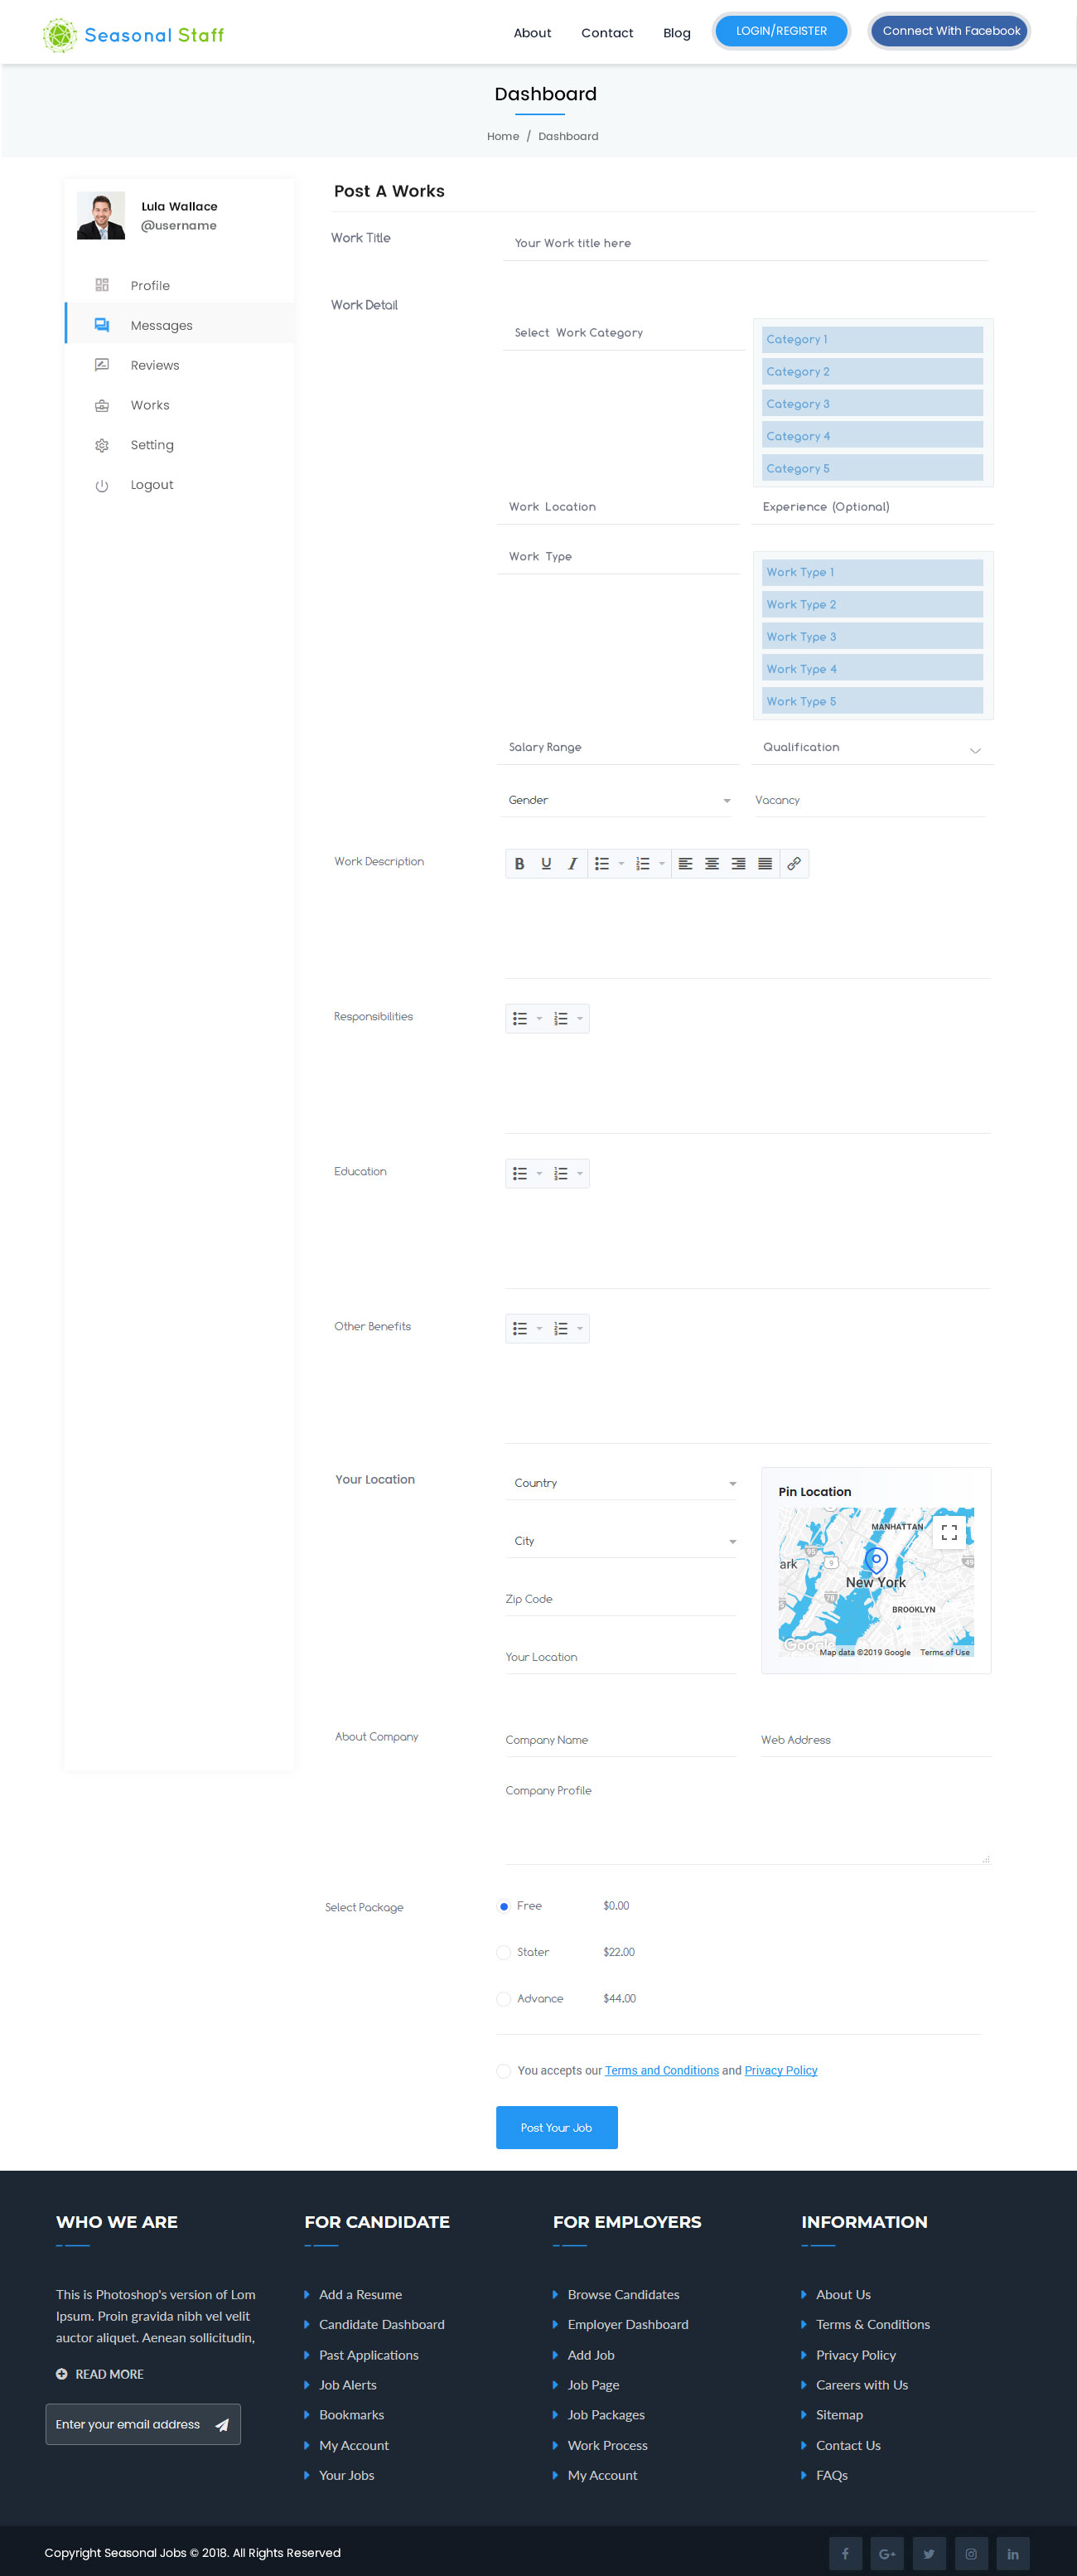 Seasonal Staff
About
Contact
Blog
LOGIN/REGISTER
Connect With Facebook
Dashboard
Home / Dashboard
Lula Wallace
@username
Profile
Messages
Reviews
Works
Setting
Logout
Post A Works
Work Title
Your Work title here
Work Detail
Select Work Category
Category 1
Category 2
Category 3
Category 4
Category 5
Work Location
Experience (Optional)
Work Type
Work Type 1
Work Type 2
Work Type 3
Work Type 4
Work Type 5
Salary Range
Qualification
Gender
Vacancy
Work Description
B U I
Responsibilities
Education
Other Benefits
Your Location
Country
City
Zip Code
Your Location
Pin Location
MANHATTAN
95
9
ark
New York
78
49
BROOKLYN
Google
Map data ©2019 Google Terms of Use
About Company
Company Name
Web Address
Company Profile
Select Package
Free $0.00
Stater $22.00
Advance $44.00
You accepts our Terms and Conditions and Privacy Policy
Post Your Job
WHO WE ARE
This is Photoshop's version of Lom
Ipsum. Proin gravida nibh vel velit
auctor aliquet. Aenean sollicitudin,
READ MORE
Enter your email address
FOR CANDIDATE
Add a Resume
Candidate Dashboard
Past Applications
Job Alerts
Bookmarks
My Account
Your Jobs
FOR EMPLOYERS
Browse Candidates
Employer Dashboard
Add Job
Job Page
Job Packages
Work Process
My Account
INFORMATION
About Us
Terms & Conditions
Privacy Policy
Careers with Us
Sitemap
Contact Us
FAQs
Copyright Seasonal Jobs © 2018. All Rights Reserved